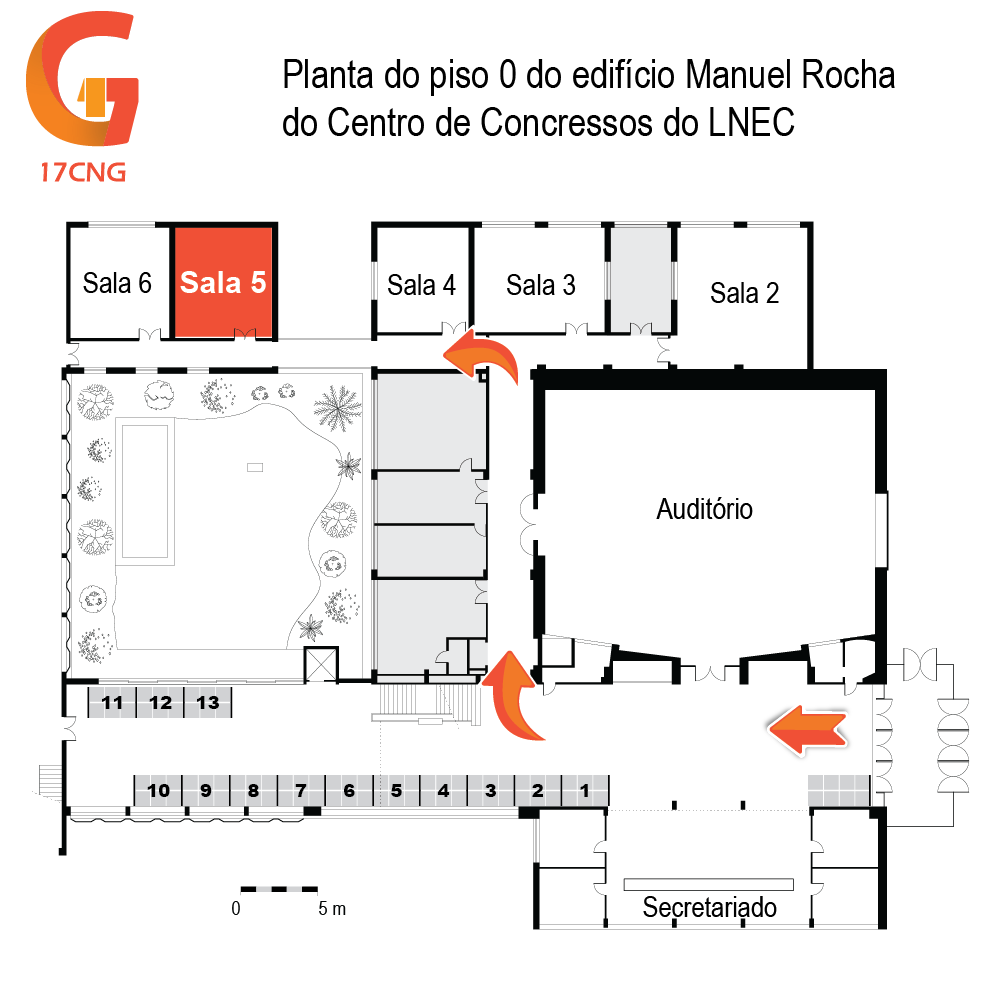 17CNG
Planta do piso 0 do edifício Manuel Rocha
do Centro de Concressos do LNEC
Sala 6
Sala 5
Sala 4
Sala 3
Sala 2
Auditório
11 12 13
10 9 8 7 6 5 4 3 2 1
Secretariado
0 5 m